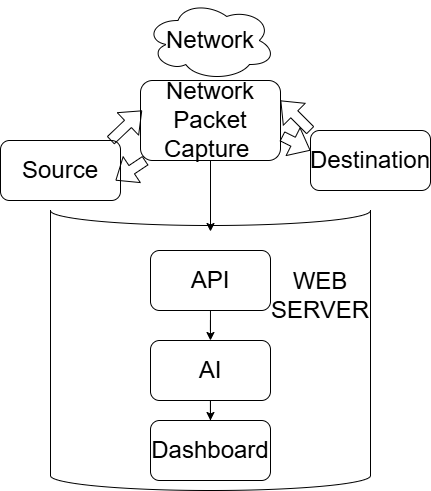 Network
Network
Packet
Capture
Source
Destination
API
WEB
SERVER
AI
Dashboard